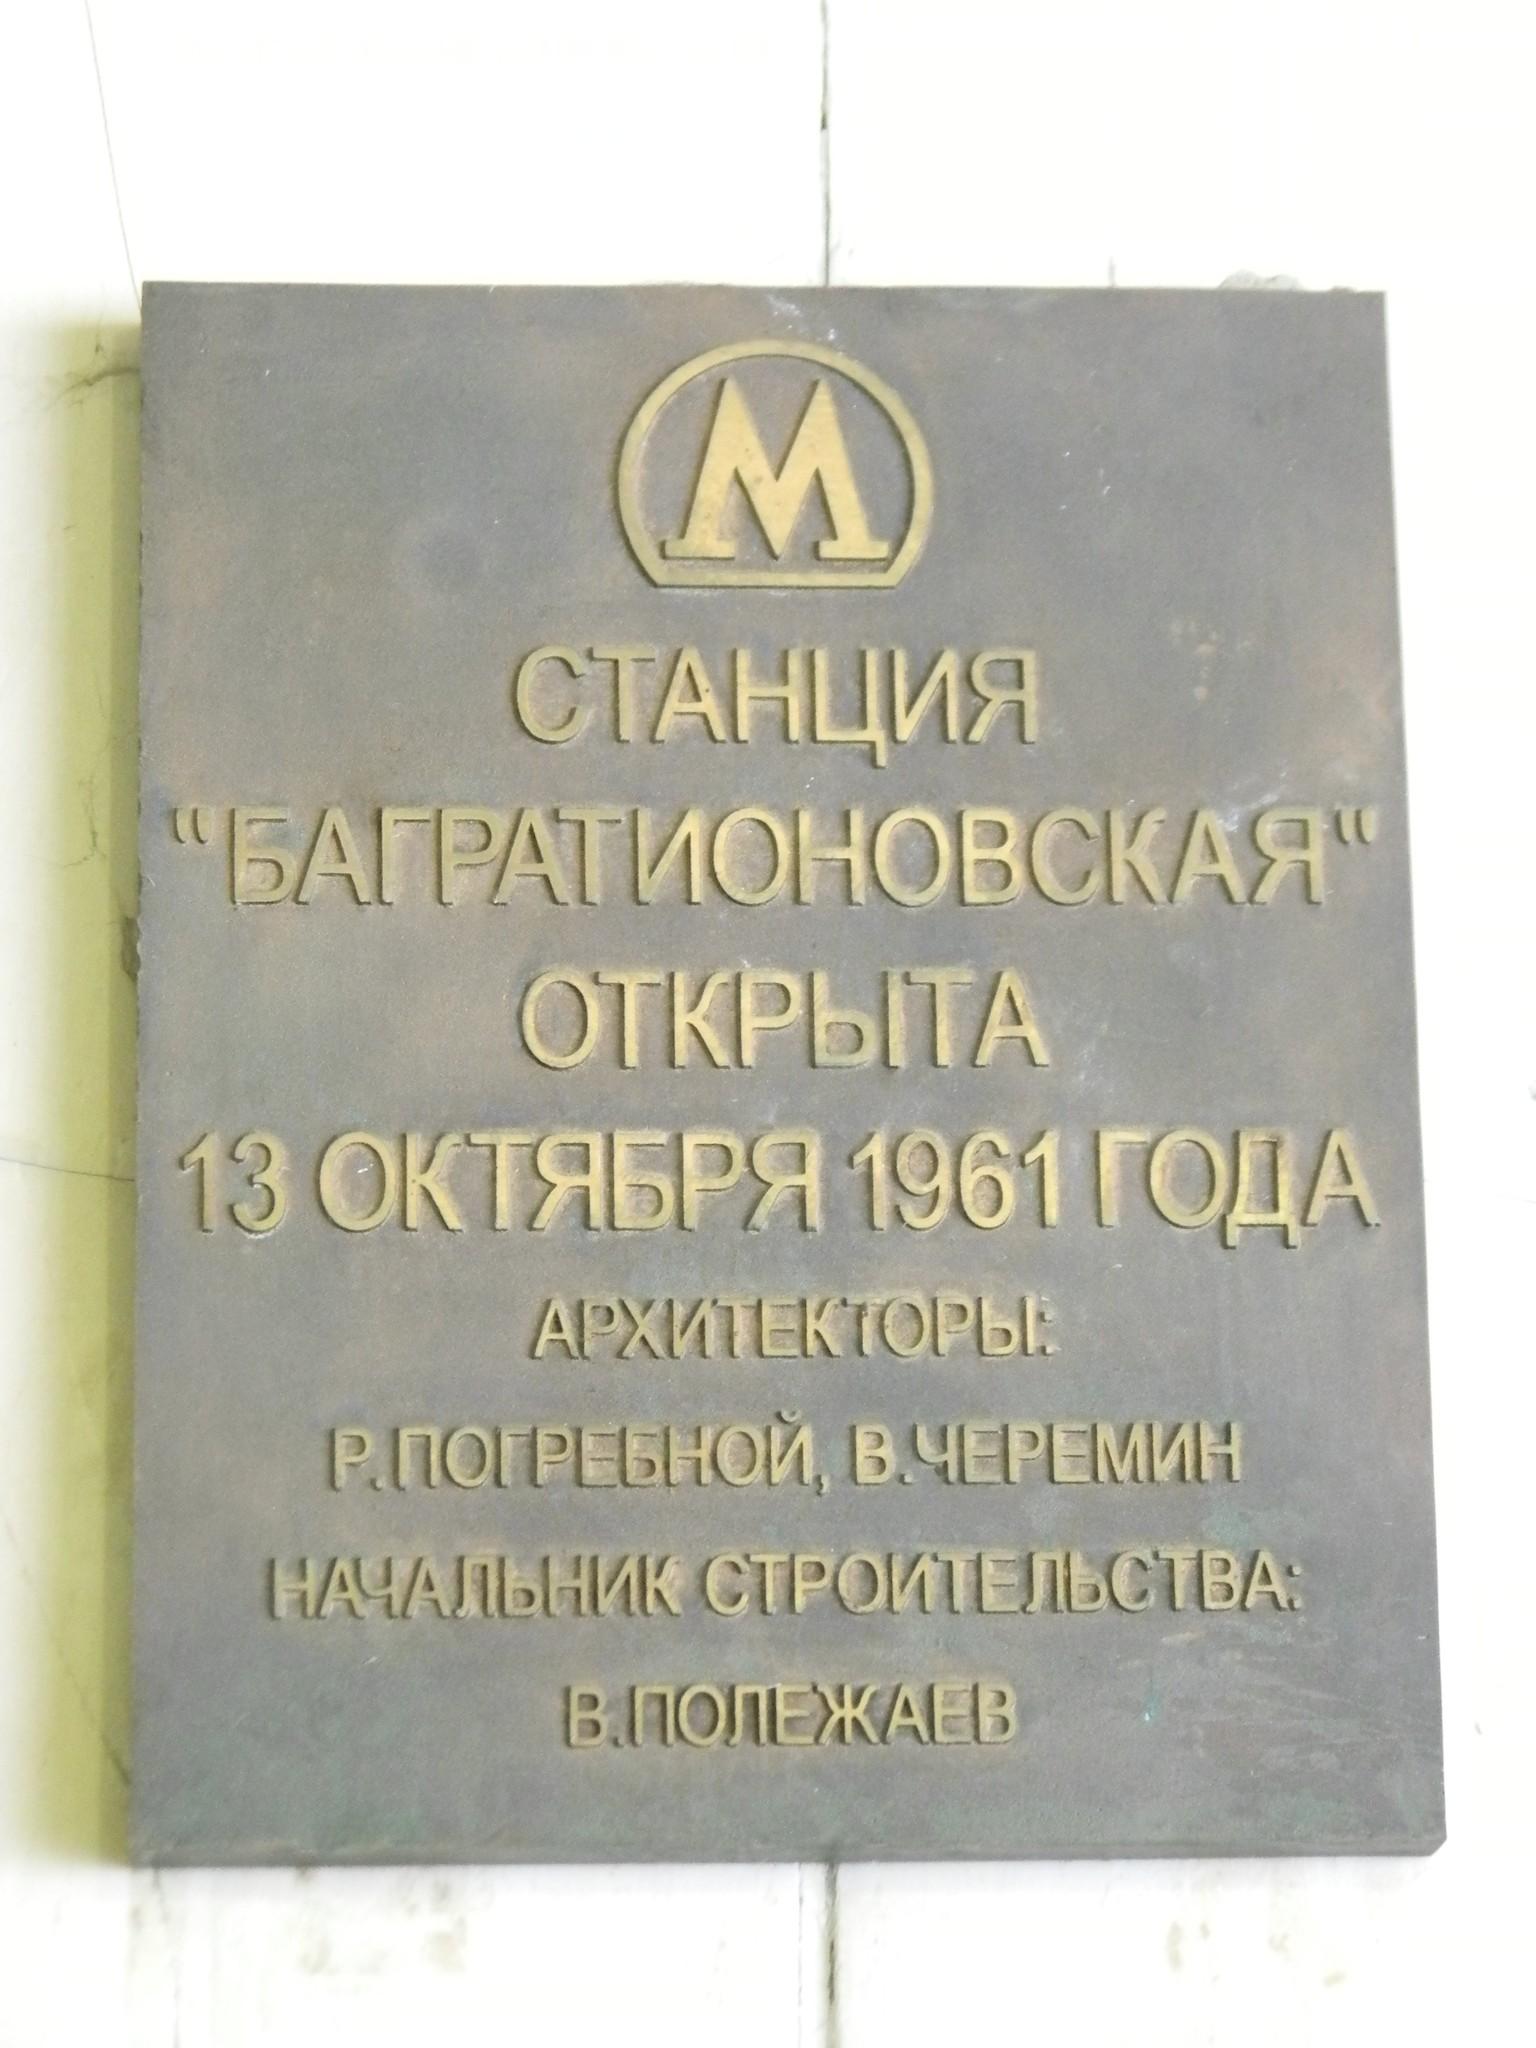 М
СТАНЦИЯ
"БАГРАТИОНОВСКАЯ"
ОТКРЫТА
13 ОКТЯБРЯ 1961 ГОДА
АРХИТЕКТОРЫ:
Р.ПОГРЕБНОЙ, В.ЧЕРЕМИН
НАЧАЛЬНИК СТРОИТЕЛЬСТВА:
В.ПОЛЕЖАЕВ